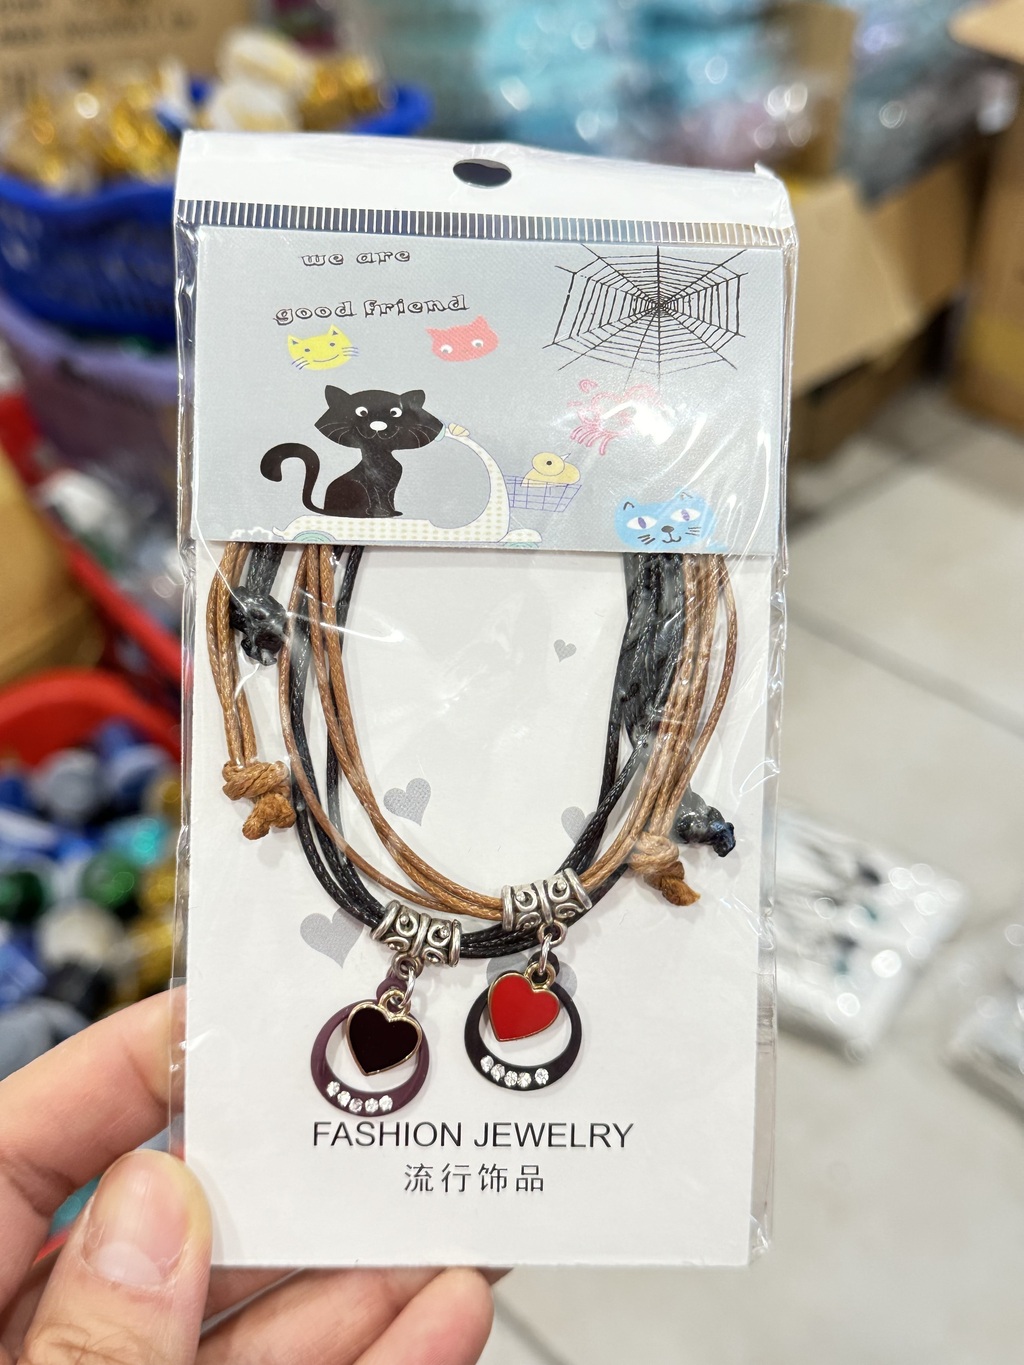 we are
good friend
FASHION JEWELRY
流行饰品